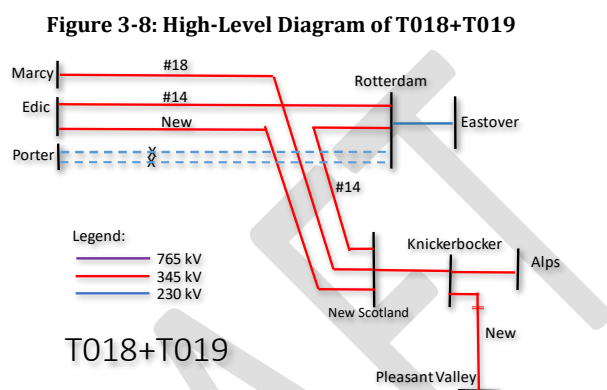 Figure 3-8: High-Level Diagram of T018+T019
Marcy
#18
Rotterdam
Edic
#14
New
Eastover
Porter
X
X
#14
Legend:
765 kV
345 kV
230 kV
Knickerbocker
Alps
New Scotland
New
T018+T019
Pleasant Valley